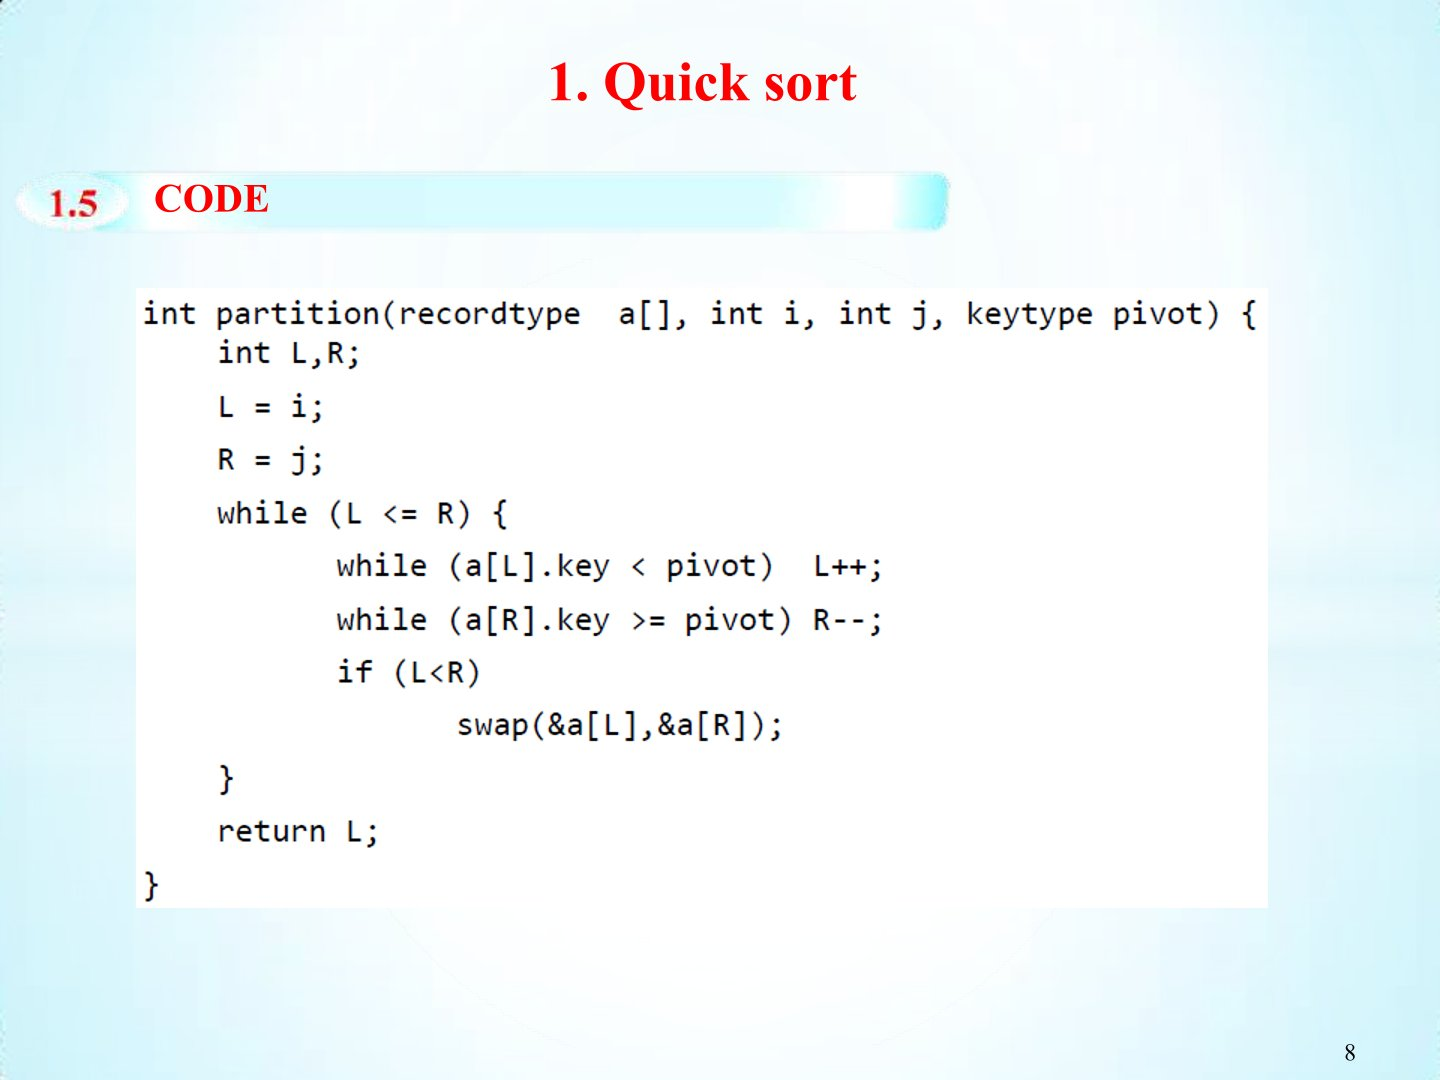 1. Quick sort
1.5 CODE
int partition(recordtype  a[], int i, int j, keytype pivot) {
int L,R;
L = i;
R = j;
while (L <= R) {
while (a[L].key < pivot)  L++;
while (a[R].key >= pivot) R--;
if (L<R)
swap(&a[L],&a[R]);
}
return L;
}
8